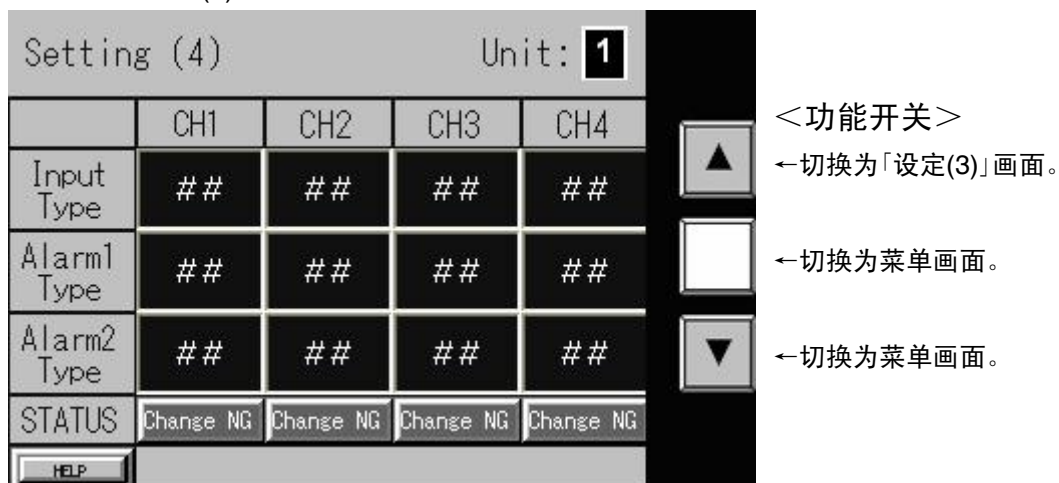 Setting (4) Unit: 1
CH1 CH2 CH3 CH4
Input Type ## ## ## ##
Alarm1 Type ## ## ## ##
Alarm2 Type ## ## ## ##
STATUS Change NG Change NG Change NG Change NG
HELP
＜功能开关＞
▲ ←切换为「设定(3)」画面。
←切换为菜单画面。
▼ ←切换为菜单画面。